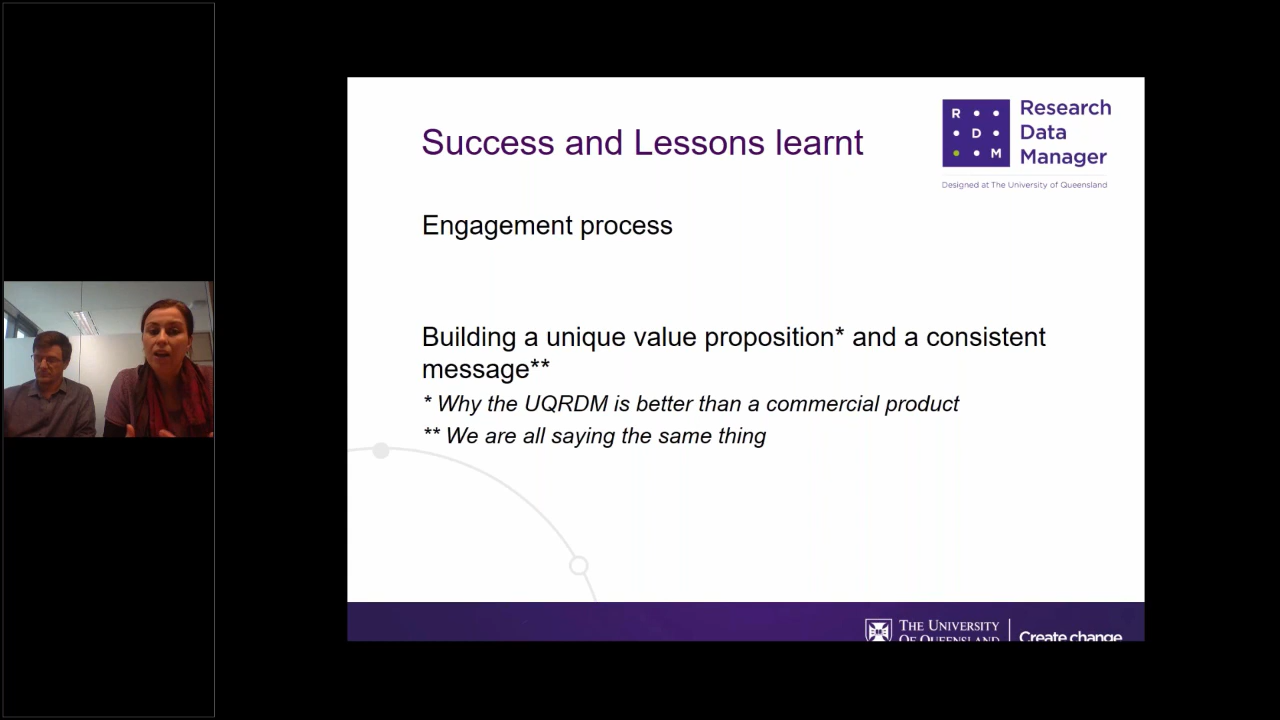 Success and Lessons learnt
R
D
M
Research
Data
Manager
Designed at The University of Queensland
Engagement process
Building a unique value proposition* and a consistent
message**
* Why the UQRDM is better than a commercial product
** We are all saying the same thing
THE UNIVERSITY
OF QUEENSLAND
Create change